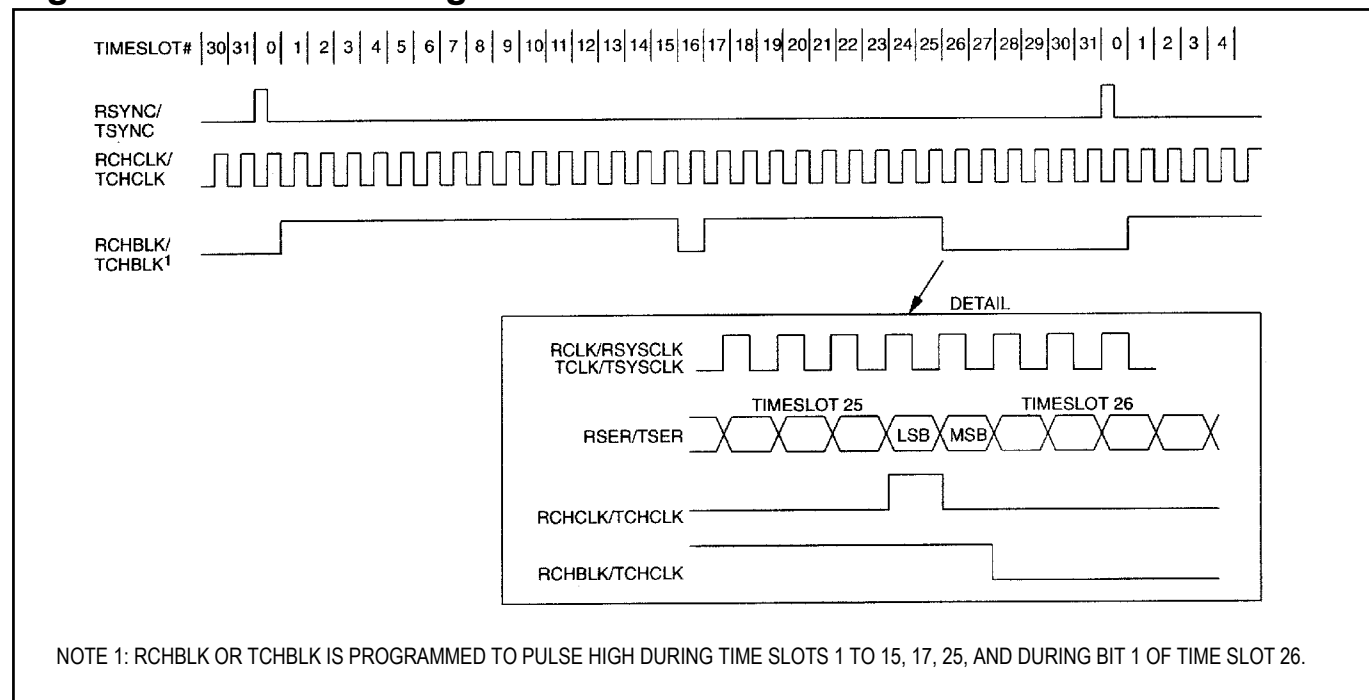 TIMESLOT# 30 31 0 1 2 3 4 5 6 7 8 9 10 11 12 13 14 15 16 17 18 19 20 21 22 23 24 25 26 27 28 29 30 31 0 1 2 3 4
RSYNC/
TSYNC
RCHCLK/
TCHCLK
RCHBLK/
TCHBLK1
DETAIL
RCLK/RSYSCLK
TCLK/TSYSCLK
TIMESLOT 25 TIMESLOT 26
RSER/TSER LSB MSB
RCHCLK/TCHCLK
RCHBLK/TCHCLK
NOTE 1: RCHBLK OR TCHBLK IS PROGRAMMED TO PULSE HIGH DURING TIME SLOTS 1 TO 15, 17, 25, AND DURING BIT 1 OF TIME SLOT 26.